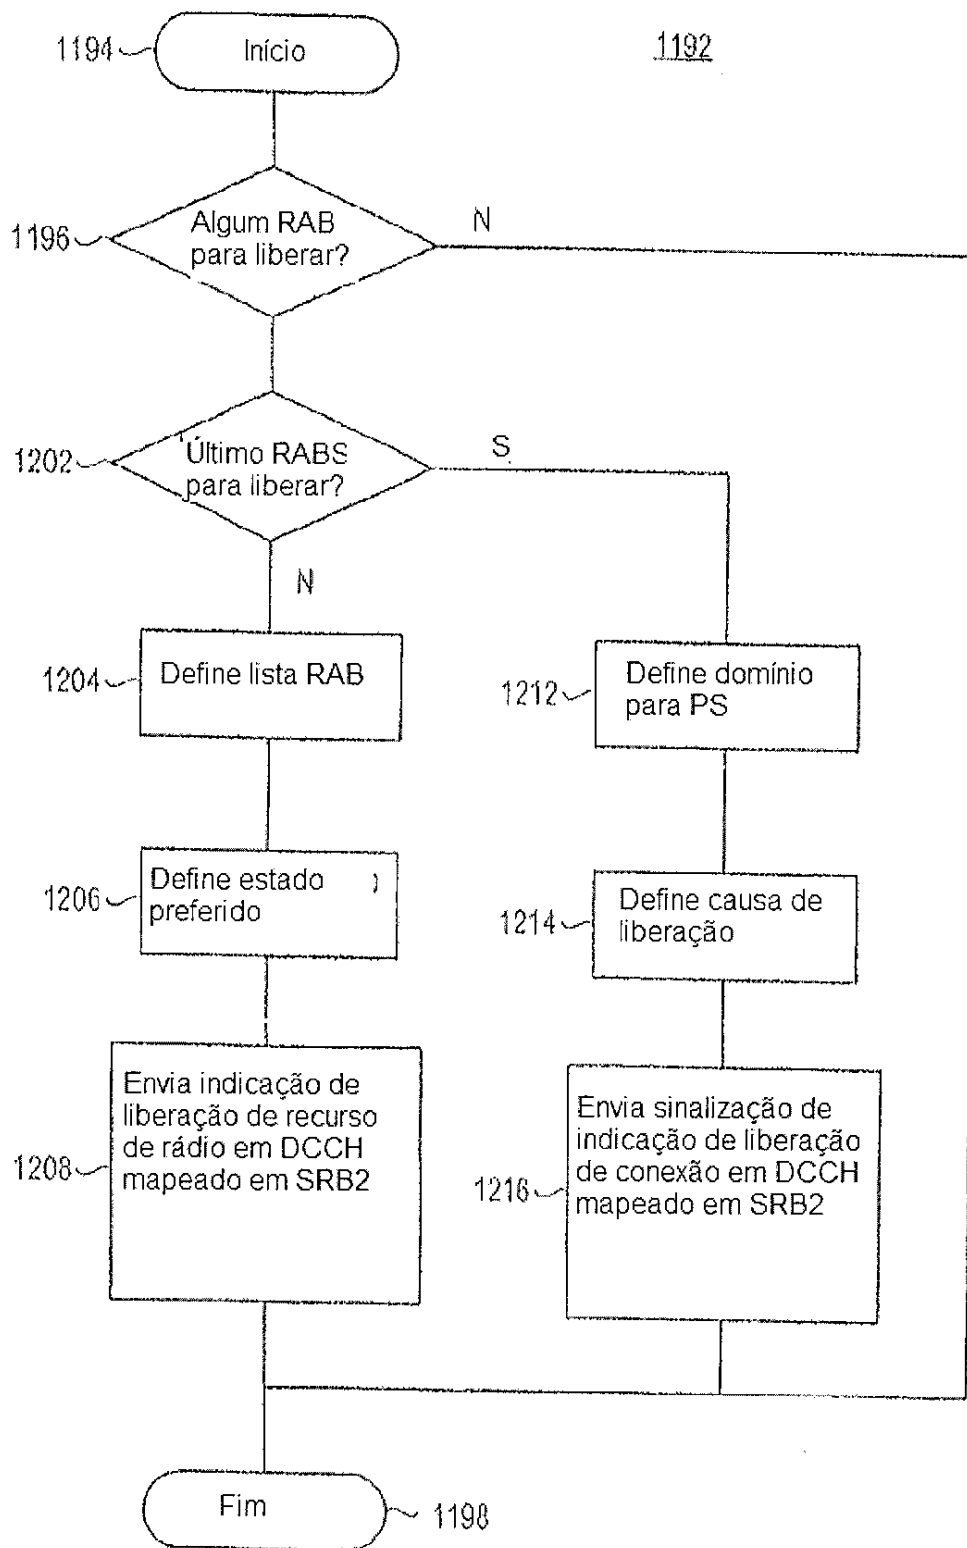 1194
Início
1192
1196
Algum RAB
para liberar?
N
1202
Último RABS
para liberar?
S
N
1204
Define lista RAB
1212
Define domínio
para PS
1206
Define estado
preferido
1214
Define causa de
liberação
1208
Envia indicação de
liberação de recurso
de rádio em DCCH
mapeado em SRB2
1216
Envia sinalização de
indicação de liberação
de conexão em DCCH
mapeado em SRB2
Fim
1198